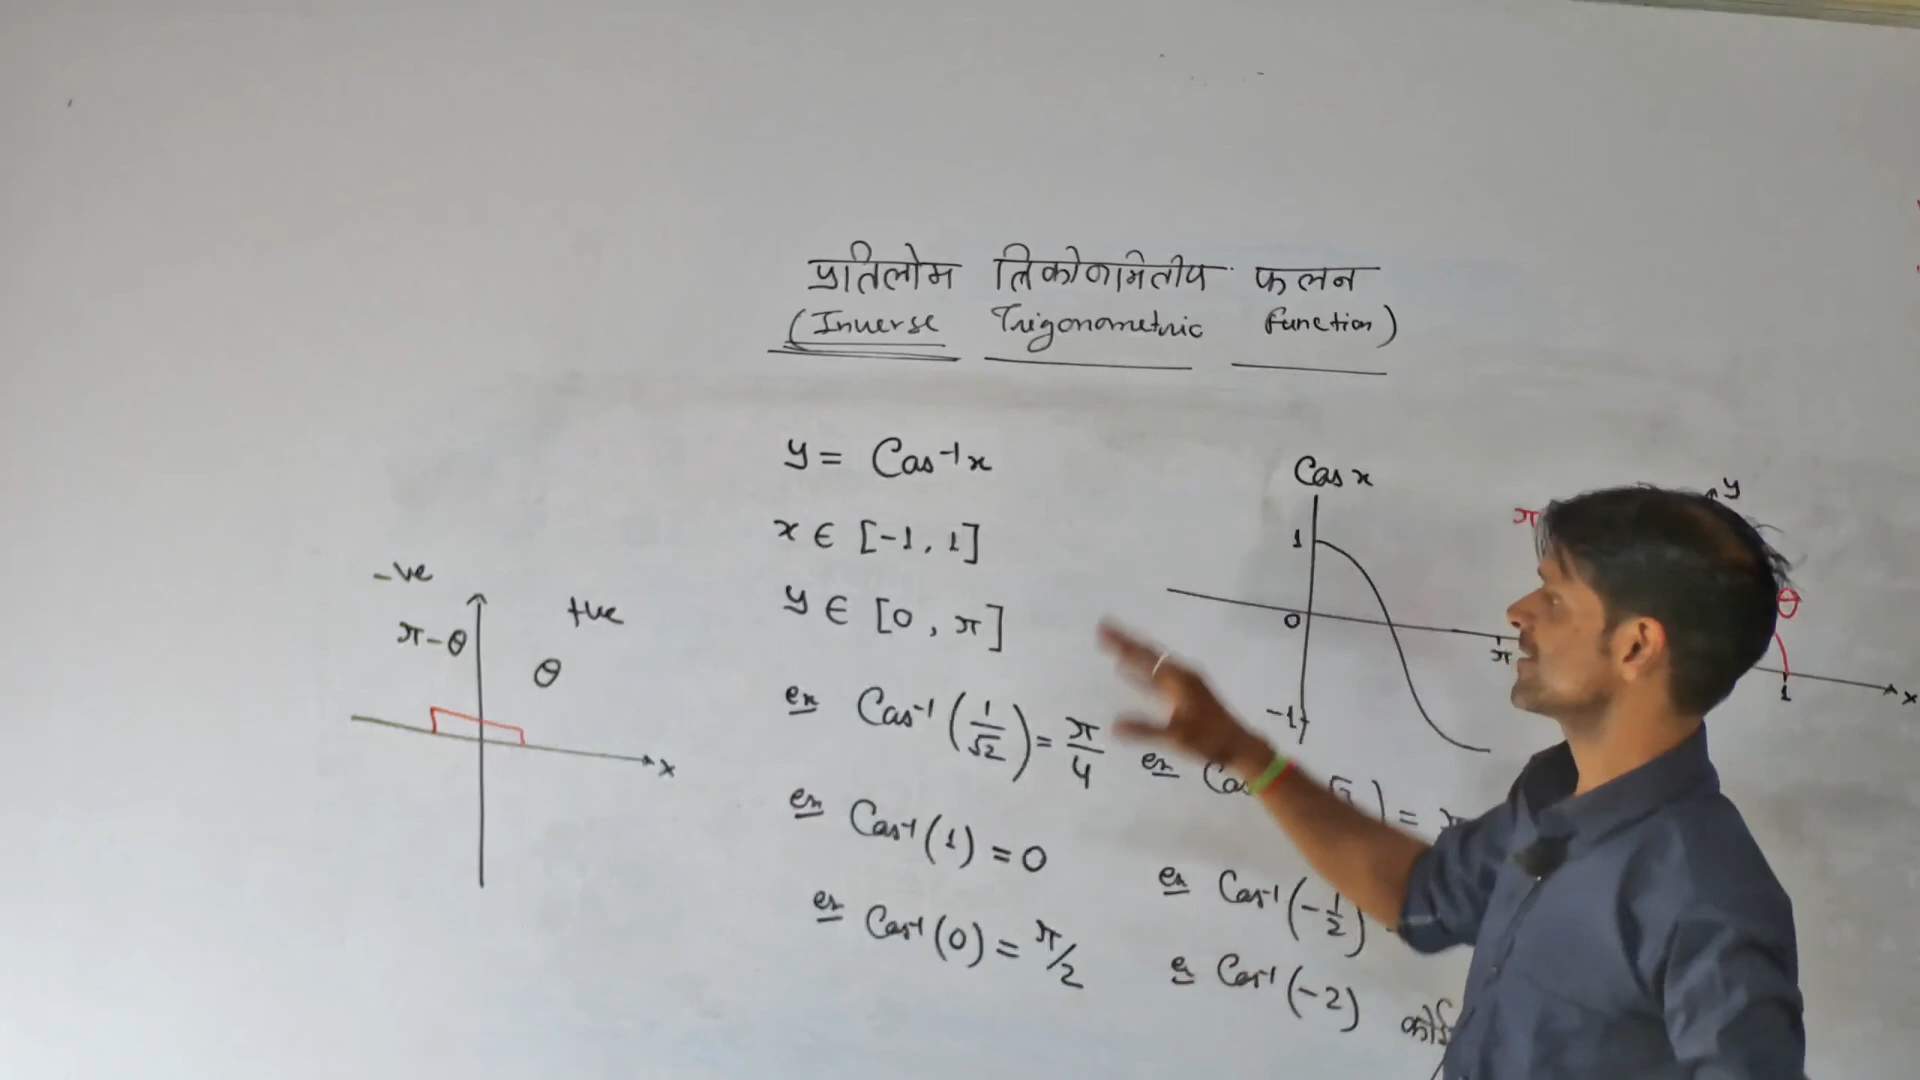 प्रतिलोम त्रिकोणमितीय फलन
(Inverse Trigonometric Function)
y = Cos⁻¹x
x ∈ [-1, 1]
y ∈ [0, π]
ex Cos⁻¹(1/√2) = π/4
ex Cos⁻¹(1) = 0
ex Cos⁻¹(0) = π/2
-ve
+ve
π-θ
θ
x
Cos x
1
0
π
-1
π
y
θ
1
x
ex Cos
) =
ex Cos⁻¹(-1/2)
ex Cos⁻¹(-2)